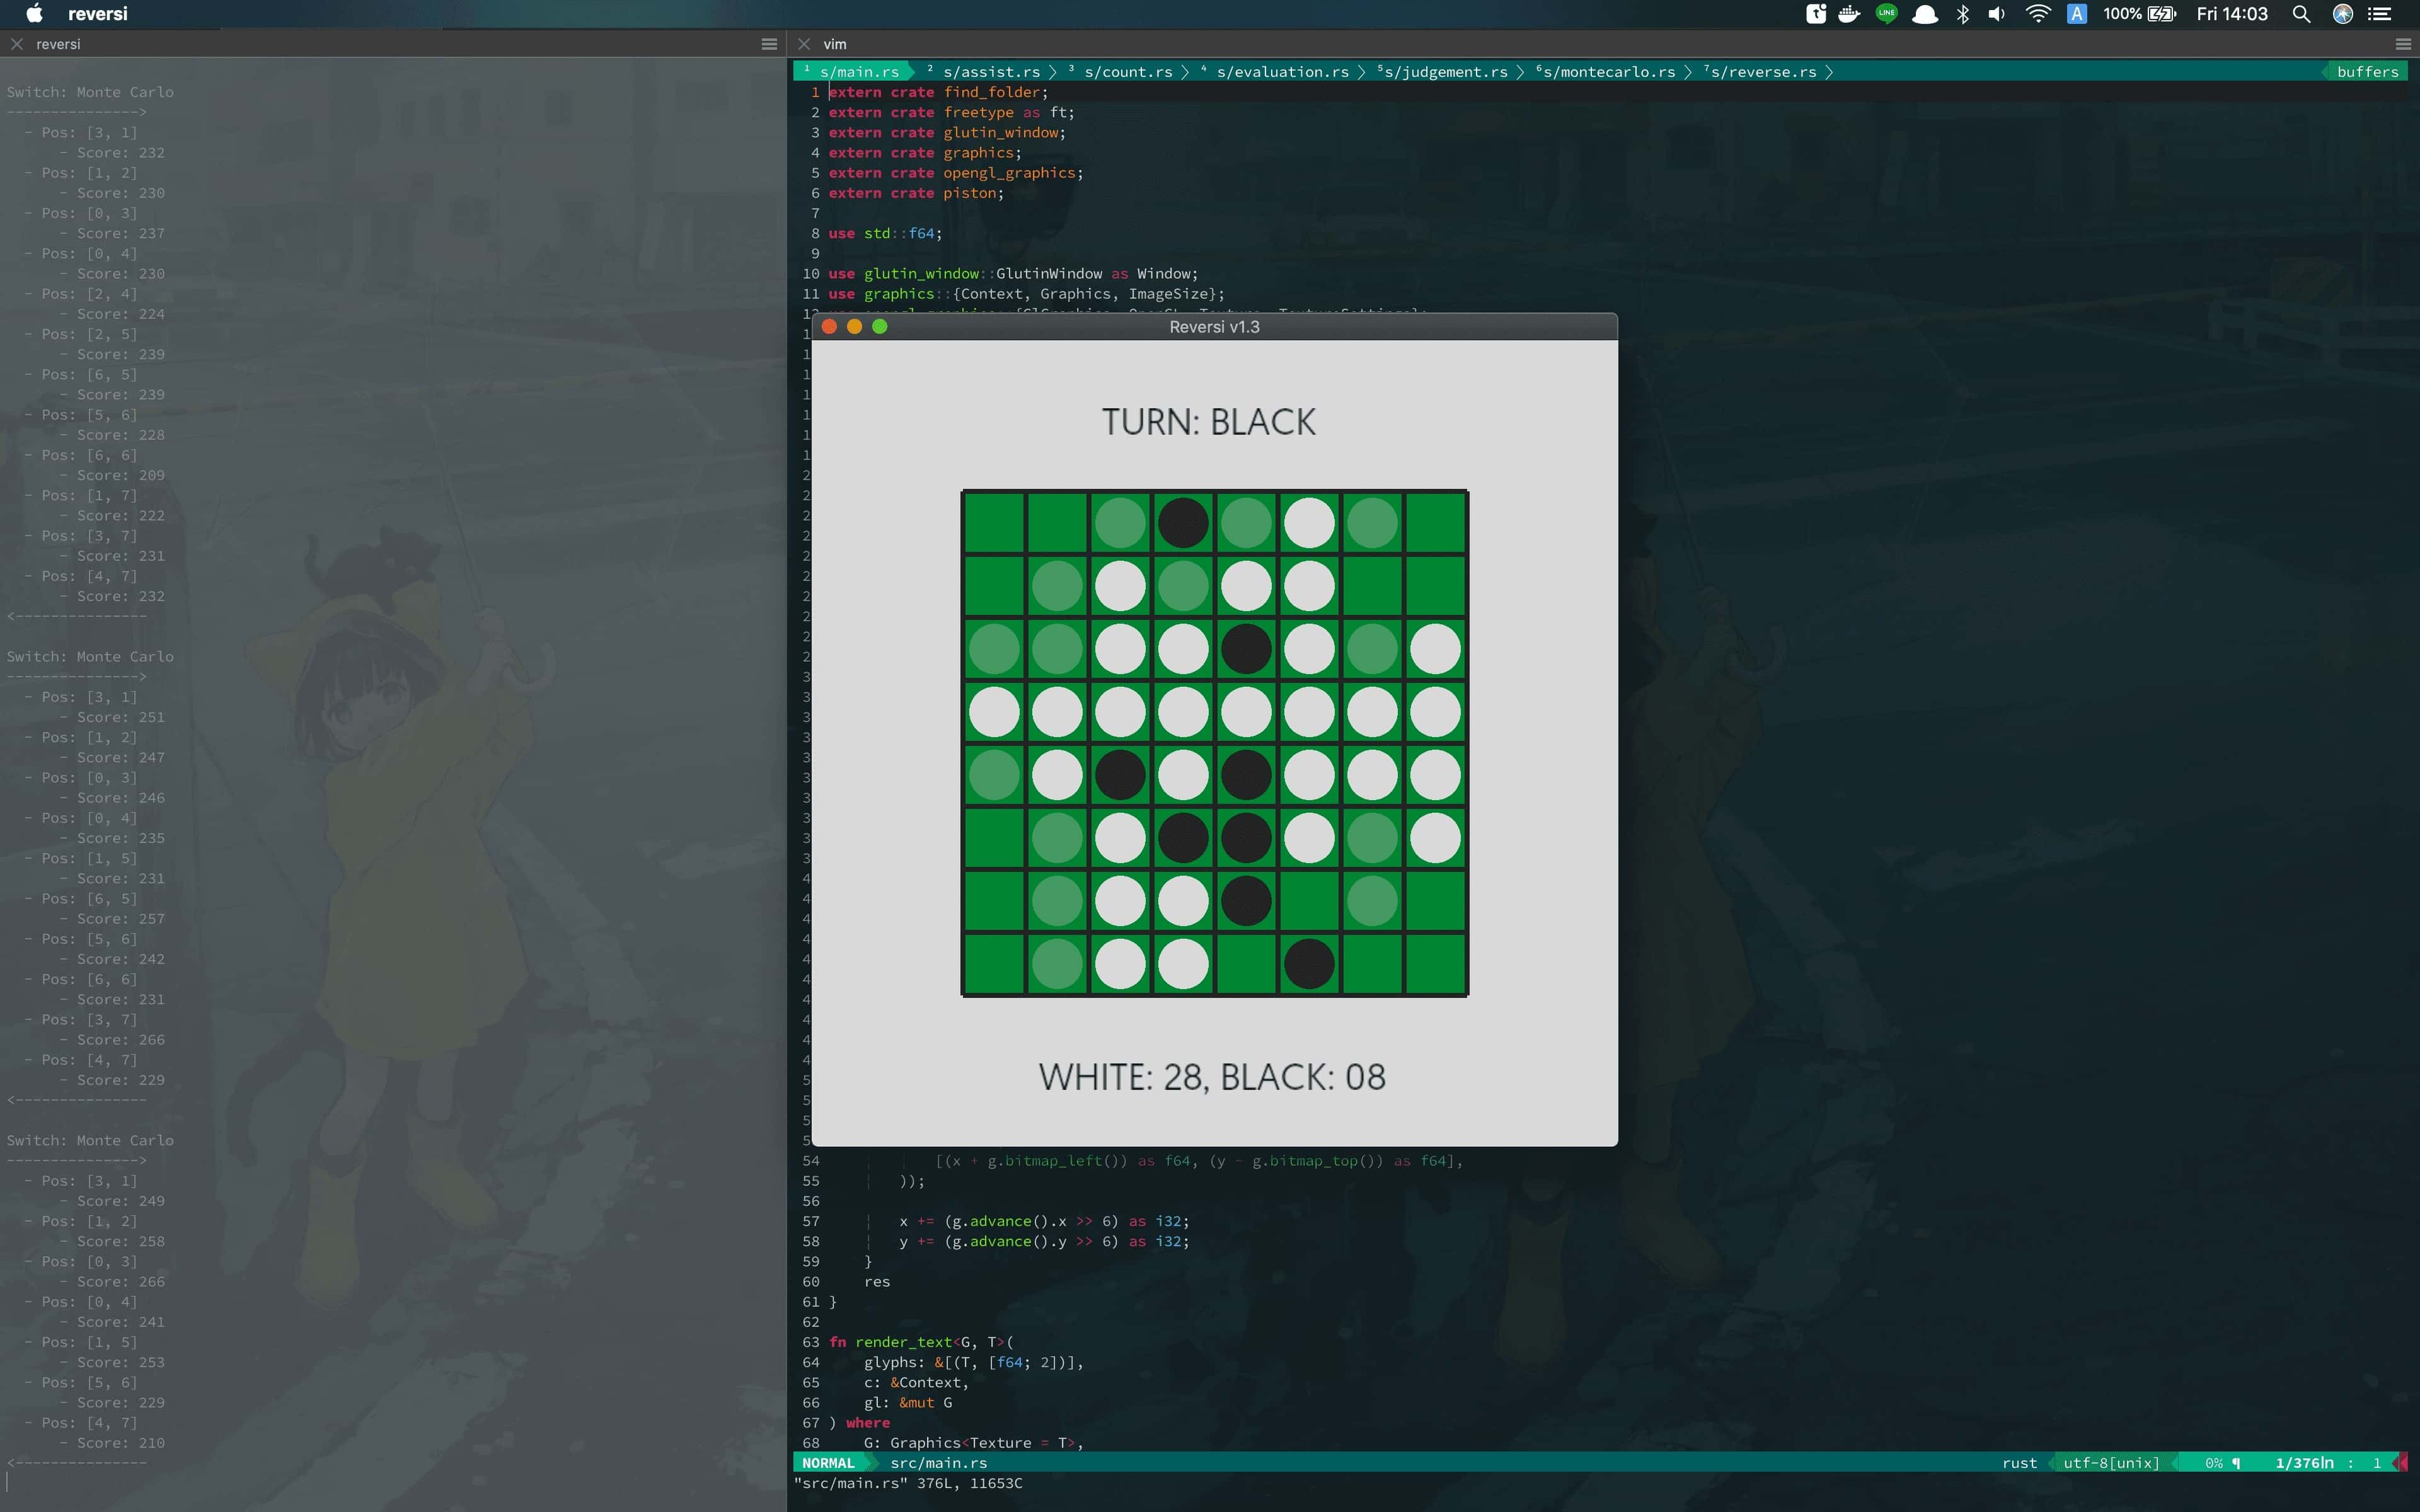 reversi
LINE
A
100%
Fri 14:03
reversi
Switch: Monte Carlo
--------------->
- Pos: [3, 1]
- Score: 232
- Pos: [1, 2]
- Score: 230
- Pos: [0, 3]
- Score: 237
- Pos: [0, 4]
- Score: 230
- Pos: [2, 4]
- Score: 224
- Pos: [2, 5]
- Score: 239
- Pos: [6, 5]
- Score: 239
- Pos: [5, 6]
- Score: 228
- Pos: [6, 6]
- Score: 209
- Pos: [1, 7]
- Score: 222
- Pos: [3, 7]
- Score: 231
- Pos: [4, 7]
- Score: 232
<---------------
Switch: Monte Carlo
--------------->
- Pos: [3, 1]
- Score: 251
- Pos: [1, 2]
- Score: 247
- Pos: [0, 3]
- Score: 246
- Pos: [0, 4]
- Score: 235
- Pos: [1, 5]
- Score: 231
- Pos: [6, 5]
- Score: 257
- Pos: [5, 6]
- Score: 242
- Pos: [6, 6]
- Score: 231
- Pos: [3, 7]
- Score: 266
- Pos: [4, 7]
- Score: 229
<---------------
Switch: Monte Carlo
--------------->
- Pos: [3, 1]
- Score: 249
- Pos: [1, 2]
- Score: 258
- Pos: [0, 3]
- Score: 266
- Pos: [0, 4]
- Score: 241
- Pos: [1, 5]
- Score: 253
- Pos: [5, 6]
- Score: 229
- Pos: [4, 7]
- Score: 210
<---------------
vim
1 s/main.rs 2 s/assist.rs 3 s/count.rs 4 s/evaluation.rs 5 s/judgement.rs 6 s/montecarlo.rs 7 s/reverse.rs buffers
1 extern crate find_folder;
2 extern crate freetype as ft;
3 extern crate glutin_window;
4 extern crate graphics;
5 extern crate opengl_graphics;
6 extern crate piston;
7
8 use std::f64;
9
10 use glutin_window::GlutinWindow as Window;
11 use graphics::{Context, Graphics, ImageSize};
Reversi v1.3
TURN: BLACK
WHITE: 28, BLACK: 08
54 [(x + g.bitmap_left()) as f64, (y - g.bitmap_top()) as f64],
55 ));
56
57 x += (g.advance().x >> 6) as i32;
58 y += (g.advance().y >> 6) as i32;
59 }
60 res
61 }
62
63 fn render_text<G, T>(
64 glyphs: &[(T, [f64; 2])],
65 c: &Context,
66 gl: &mut G
67 ) where
68 G: Graphics<Texture = T>,
NORMAL src/main.rs rust utf-8[unix] 0% ¶ 1/376ln : 1
"src/main.rs" 376L, 11653C